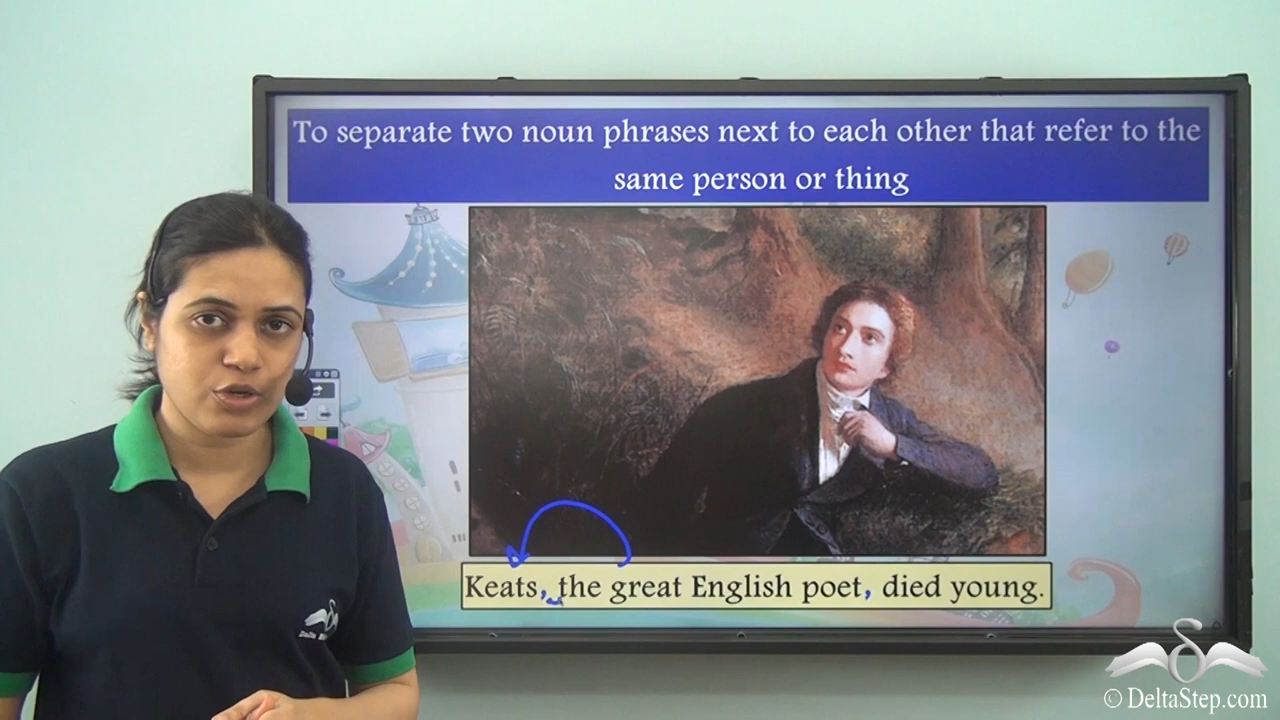 To separate two noun phrases next to each other that refer to the
same person or thing
Keats, the great English poet, died young.
© DeltaStep.com